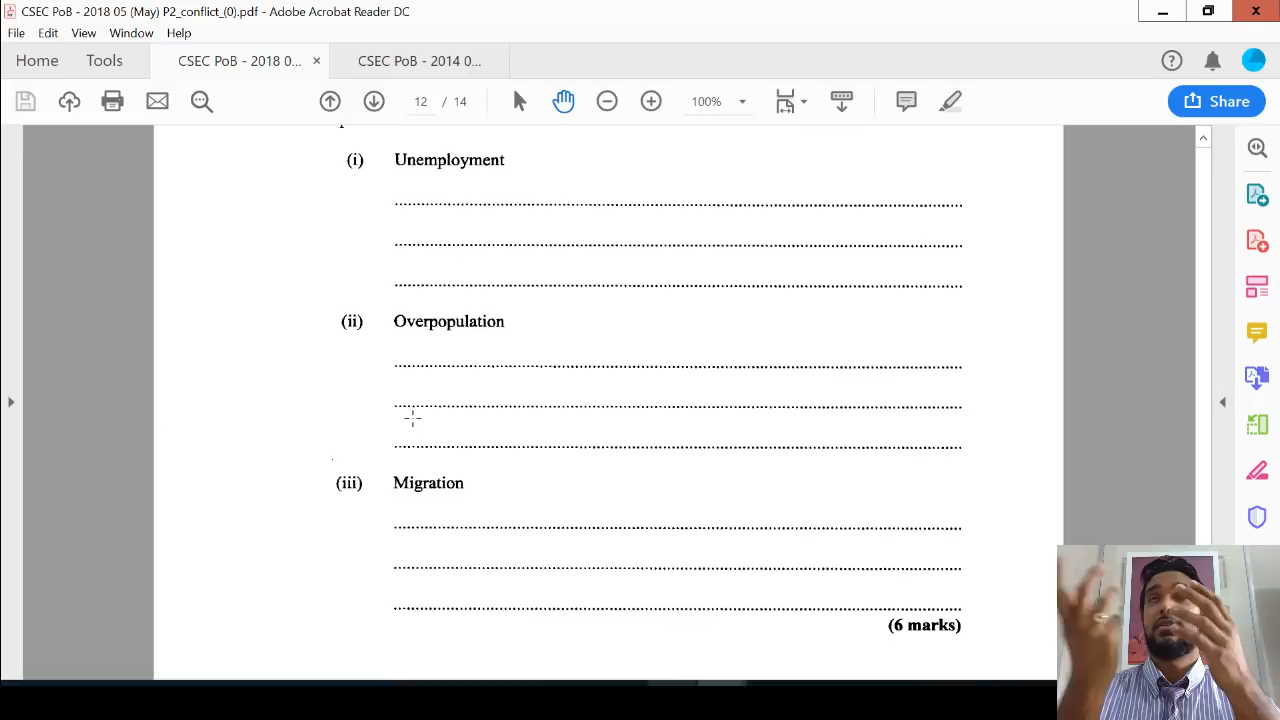 CSEC PoB - 2018 05 (May) P2_conflict_(0).pdf - Adobe Acrobat Reader DC
File Edit View Window Help
Home Tools CSEC PoB - 2018 0... × CSEC PoB - 2014 0...
12 / 14 100% Share
(i) Unemployment
(ii) Overpopulation
(iii) Migration
(6 marks)